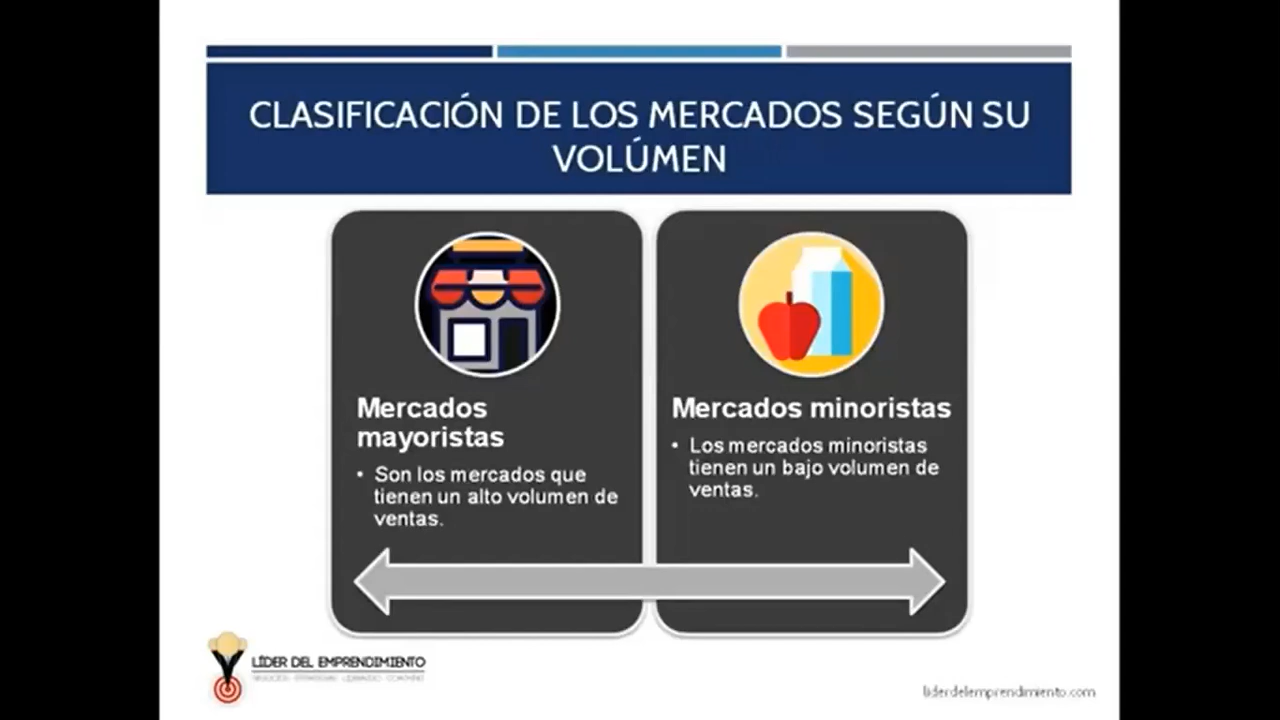 CLASIFICACIÓN DE LOS MERCADOS SEGÚN SU
VOLÚMEN
Mercados
mayoristas
• Son los mercados que
tienen un alto volumen de
ventas.
Mercados minoristas
• Los mercados minoristas
tienen un bajo volumen de
ventas.
LÍDER DEL EMPRENDIMIENTO
liderdelemprendimiento.com